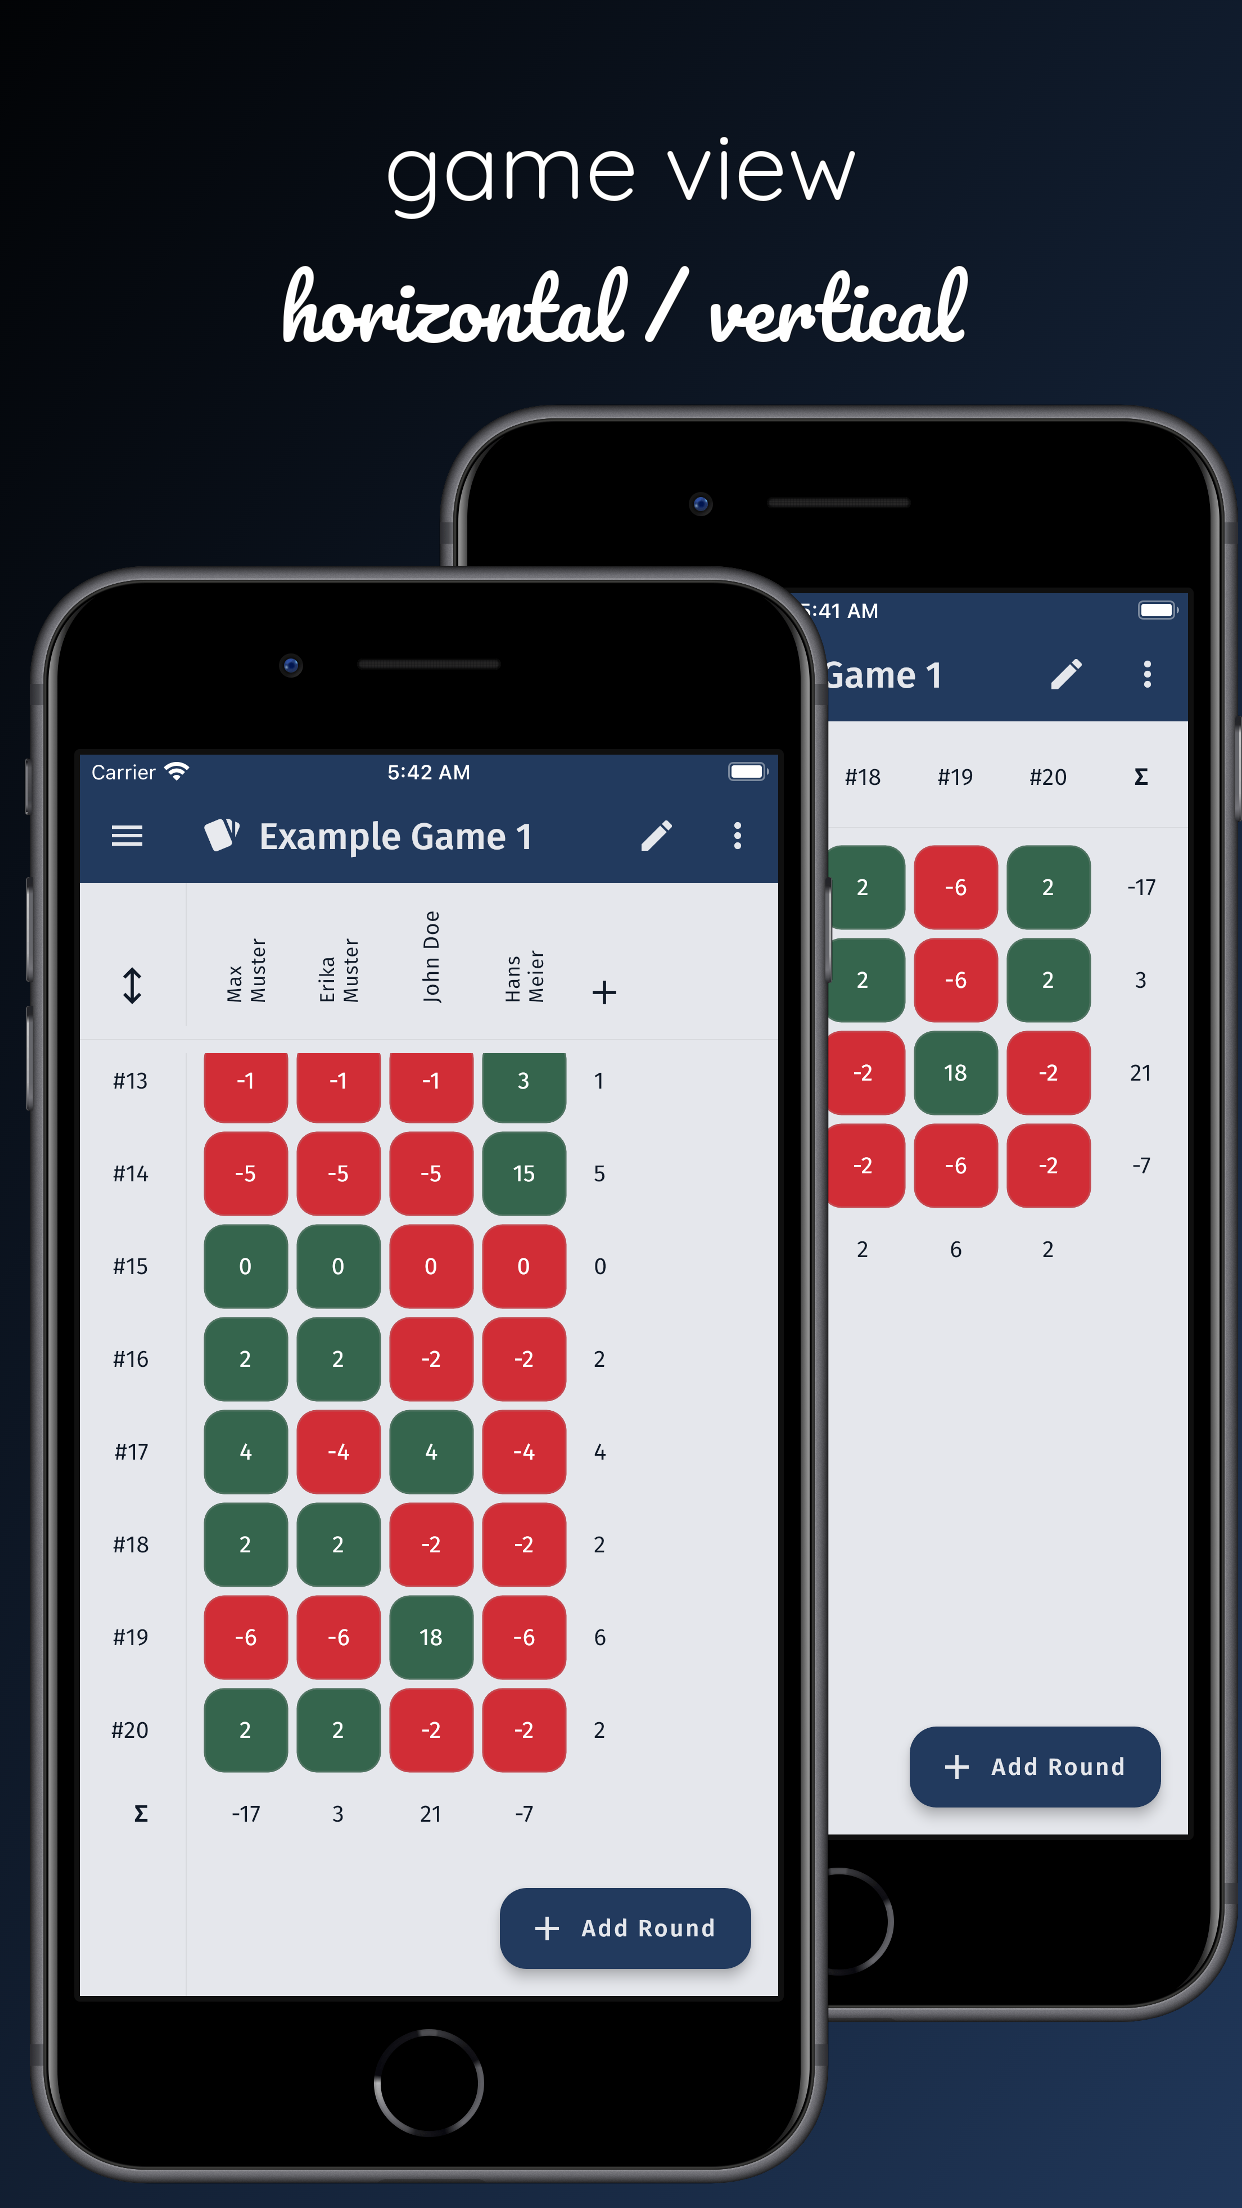 game view
horizontal / vertical
5:41 AM
Game 1
#18 #19 #20 Σ
2 -6 2 -17
2 -6 2 3
-2 18 -2 21
-2 -6 -2 -7
2 6 2
+ Add Round
Carrier 5:42 AM
Example Game 1
Max Muster
Erika Muster
John Doe
Hans Meier
+
#13 -1 -1 -1 3 1
#14 -5 -5 -5 15 5
#15 0 0 0 0 0
#16 2 2 -2 -2 2
#17 4 -4 4 -4 4
#18 2 2 -2 -2 2
#19 -6 -6 18 -6 6
#20 2 2 -2 -2 2
Σ -17 3 21 -7
+ Add Round